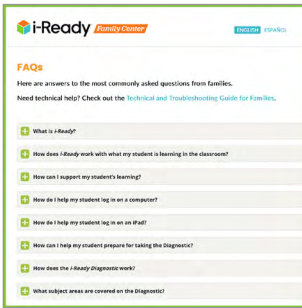 i-Ready Family Center
ENGLISH ESPAÑOL
FAQs
Here are answers to the most commonly asked questions from families.
Need technical help? Check out the Technical and Troubleshooting Guide for Families.
What is i-Ready?
How does i-Ready work with what my student is learning in the classroom?
How can I support my student's learning?
How do I help my student log in on a computer?
How do I help my student log in on an iPad?
How can I help my student prepare for taking the Diagnostic?
How does the i-Ready Diagnostic work?
What subject areas are covered on the Diagnostic?